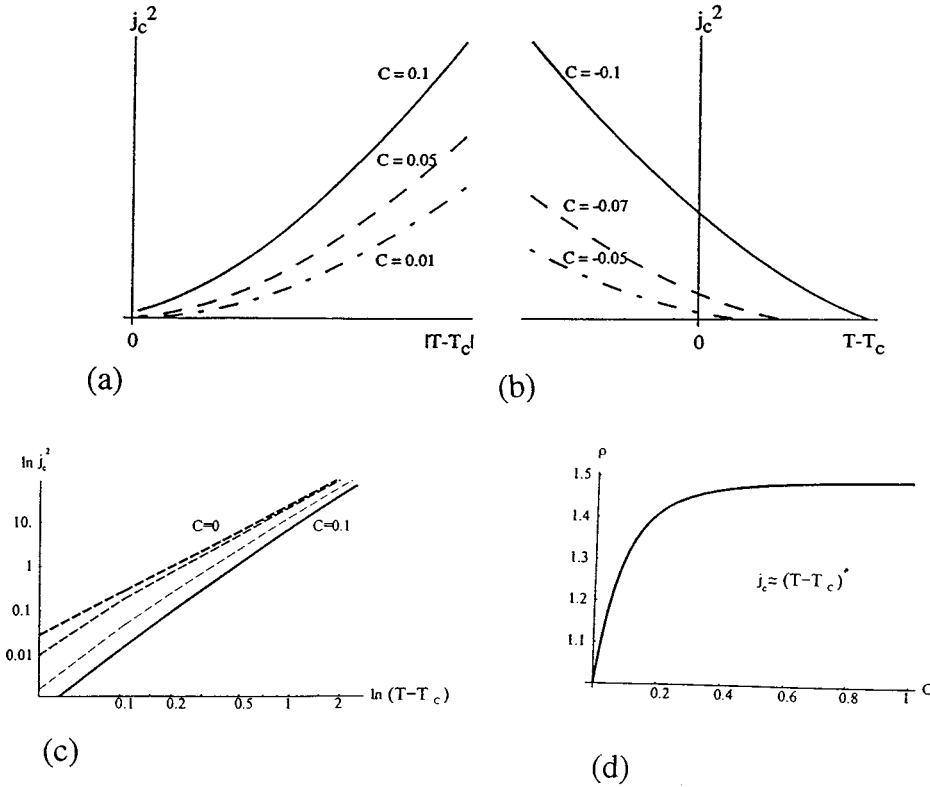 j_c^2
C = 0.1
C = 0.05
C = 0.01
0
|T-T_C|
(a)
j_c^2
C = -0.1
C = -0.07
C = -0.05
0
T-T_C
(b)
ln j_c^2
10.
1
0.1
0.01
C=0
C=0.1
0.1
0.2
0.5
1
2
ln (T-T_C)
(c)
ρ
1.5
1.4
1.3
1.2
1.1
j_c≈(T-T_C)
0.2
0.4
0.6
0.8
1
C
(d)